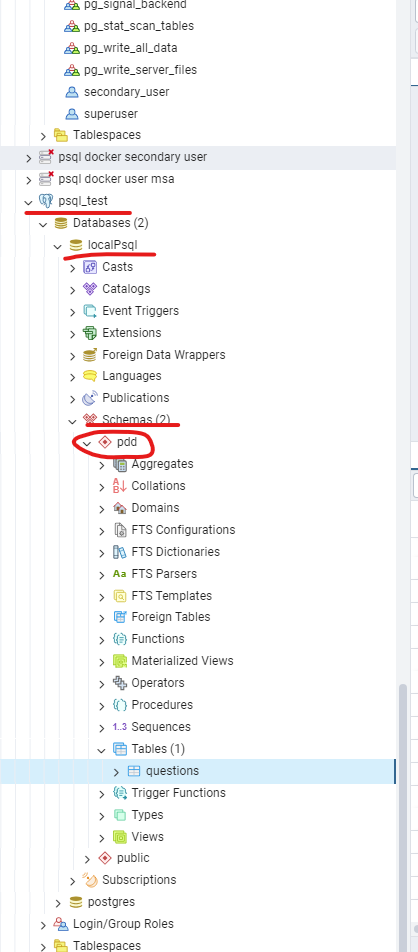 pg_signal_backend
pg_stat_scan_tables
pg_write_all_data
pg_write_server_files
secondary_user
superuser
Tablespaces
psql docker secondary user
psql docker user msa
psql_test
Databases (2)
localPsql
Casts
Catalogs
Event Triggers
Extensions
Foreign Data Wrappers
Languages
Publications
Schemas (2)
pdd
Aggregates
Collations
Domains
FTS Configurations
FTS Dictionaries
Aa FTS Parsers
FTS Templates
Foreign Tables
Functions
Materialized Views
Operators
Procedures
1..3 Sequences
Tables (1)
questions
Trigger Functions
Types
Views
public
Subscriptions
postgres
Login/Group Roles
Tablespaces